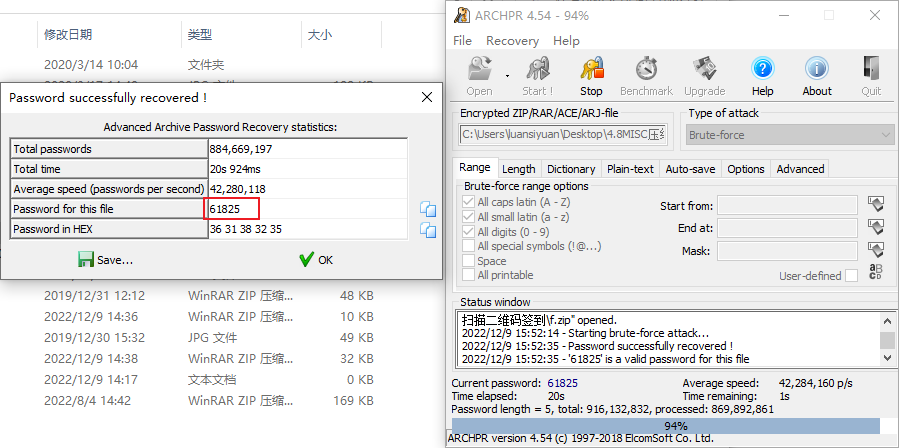 修改日期 类型 大小
2020/3/14 10:04 文件夹
Password successfully recovered !
Advanced Archive Password Recovery statistics:
Total passwords 884,669,197
Total time 20s 924ms
Average speed (passwords per second) 42,280,118
Password for this file 61825
Password in HEX 36 31 38 32 35
Save... OK
2019/12/31 12:12 WinRAR ZIP 压缩... 48 KB
2022/12/9 14:36 WinRAR ZIP 压缩... 10 KB
2019/12/30 15:32 JPG 文件 49 KB
2022/12/9 14:38 WinRAR ZIP 压缩... 32 KB
2022/12/9 14:17 文本文档 0 KB
2022/8/4 14:42 WinRAR ZIP 压缩... 169 KB
ARCHPR 4.54 - 94%
File Recovery Help
Open Start ! Stop Benchmark Upgrade Help About Quit
Encrypted ZIP/RAR/ACE/ARJ-file
C:\Users\luansiyuan\Desktop\4.8MISC压缩
Type of attack
Brute-force
Range Length Dictionary Plain-text Auto-save Options Advanced
Brute-force range options
All caps latin (A - Z)
All small latin (a - z)
All digits (0 - 9)
All special symbols (!@...)
Space
All printable
Start from:
End at:
Mask:
User-defined
aBCD
Status window
扫描二维码签到\f.zip" opened.
2022/12/9 15:52:14 - Starting brute-force attack...
2022/12/9 15:52:35 - Password successfully recovered !
2022/12/9 15:52:35 - '61825' is a valid password for this file
Current password: 61825 Average speed: 42,284,160 p/s
Time elapsed: 20s Time remaining: 1s
Password length = 5, total: 916,132,832, processed: 869,892,861
94%
ARCHPR version 4.54 (c) 1997-2018 ElcomSoft Co. Ltd.